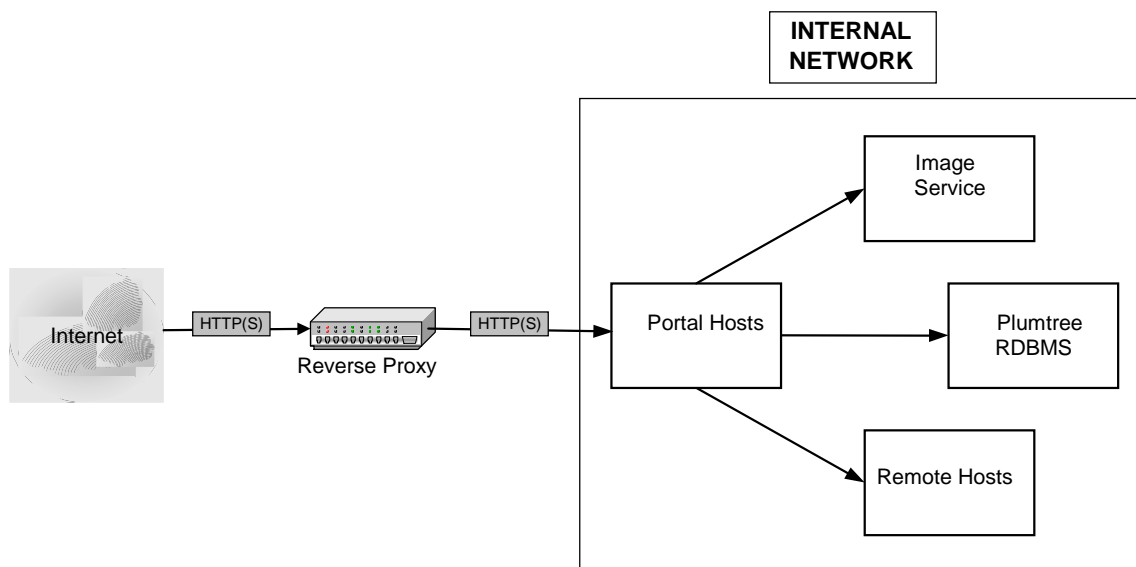 INTERNAL
NETWORK
Image
Service
Internet
HTTP(S)
Reverse Proxy
HTTP(S)
Portal Hosts
Plumtree
RDBMS
Remote Hosts